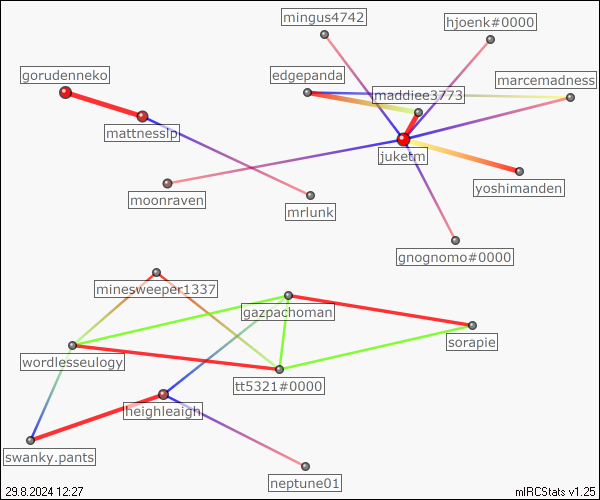 mingus4742
hjoenk#0000
gorudenneko
edgepanda
marcemadness
maddiee3773
mattnesslp
juketm
yoshimanden
moonraven
mrlunk
gnognomo#0000
minesweeper1337
gazpachoman
sorapie
wordlesseulogy
tt5321#0000
heighleaigh
swanky.pants
neptune01
29.8.2024 12:27
mIRCStats v1.25